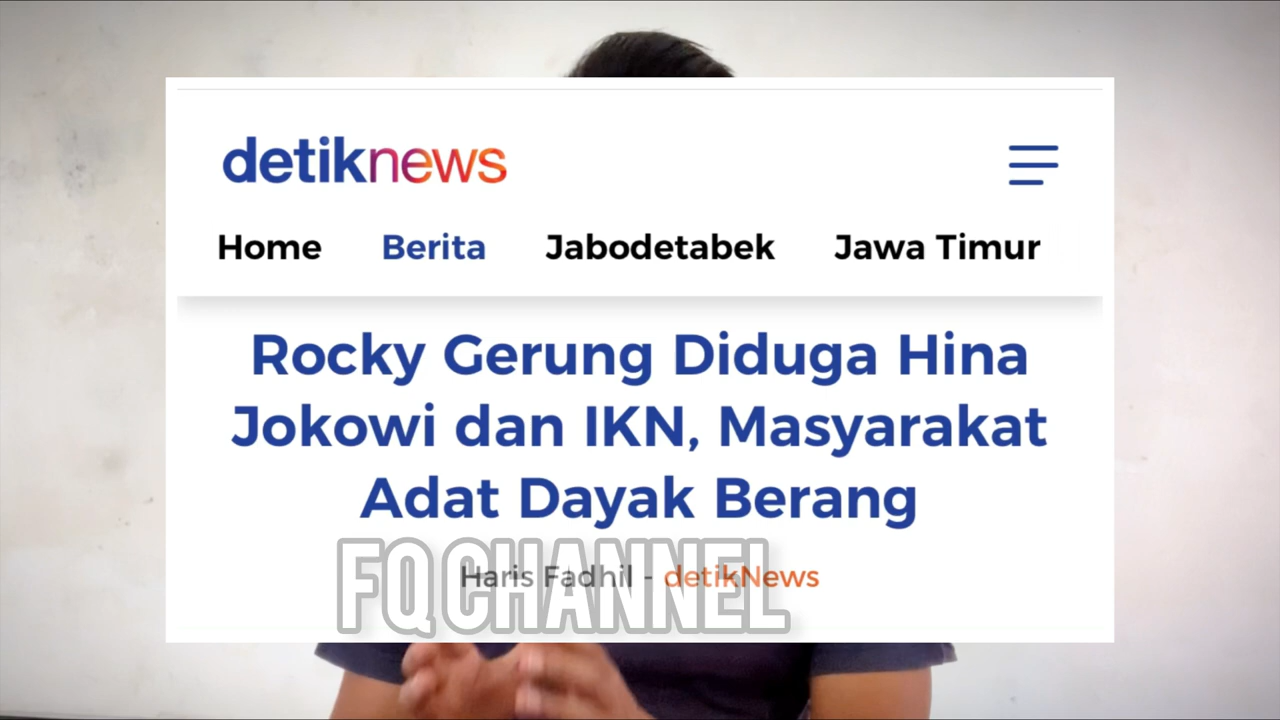 detiknews
Home Berita Jabodetabek Jawa Timur
Rocky Gerung Diduga Hina
Jokowi dan IKN, Masyarakat
Adat Dayak Berang
Haris Fadhil - detikNews
FQ CHANNEL